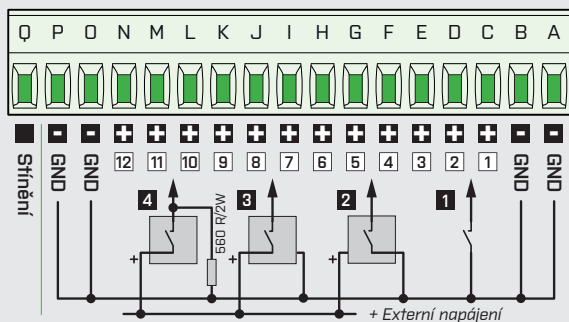 Q P O N M L K J I H G F E D C B A
- - + + + + + + + + + + + + - -
Stínění GND GND 12 11 10 9 8 7 6 5 4 3 2 1 GND GND
4 3 2 1
560 R/2W
+ + +
+ Externí napájení